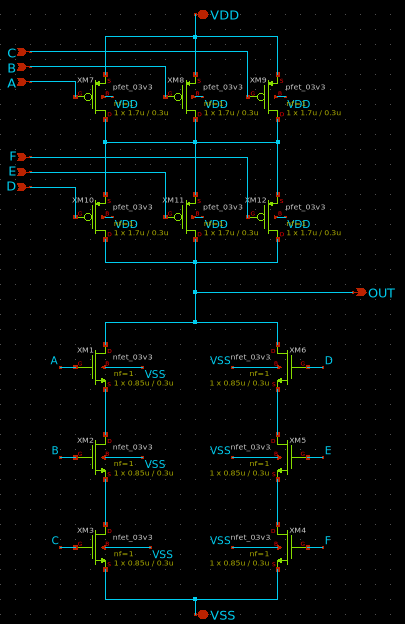 VDD
C
B
A
XM7 XM8 XM9
pfet_03v3 pfet_03v3 pfet_03v3
VDD VDD VDD
1 x 1.7u / 0.3u 1 x 1.7u / 0.3u 1 x 1.7u / 0.3u
F
E
D
XM10 XM11 XM12
pfet_03v3 pfet_03v3 pfet_03v3
VDD VDD VDD
1 x 1.7u / 0.3u 1 x 1.7u / 0.3u 1 x 1.7u / 0.3u
OUT
XM1 XM6
A nfet_03v3 VSS nfet_03v3 D
nf=1 VSS nf=1
1 x 0.85u / 0.3u 1 x 0.85u / 0.3u
XM2 XM5
B nfet_03v3 VSS nfet_03v3 E
nf=1 VSS nf=1
1 x 0.85u / 0.3u 1 x 0.85u / 0.3u
XM3 XM4
C nfet_03v3 VSS nfet_03v3 F
nf=1 VSS nf=1
1 x 0.85u / 0.3u 1 x 0.85u / 0.3u
VSS